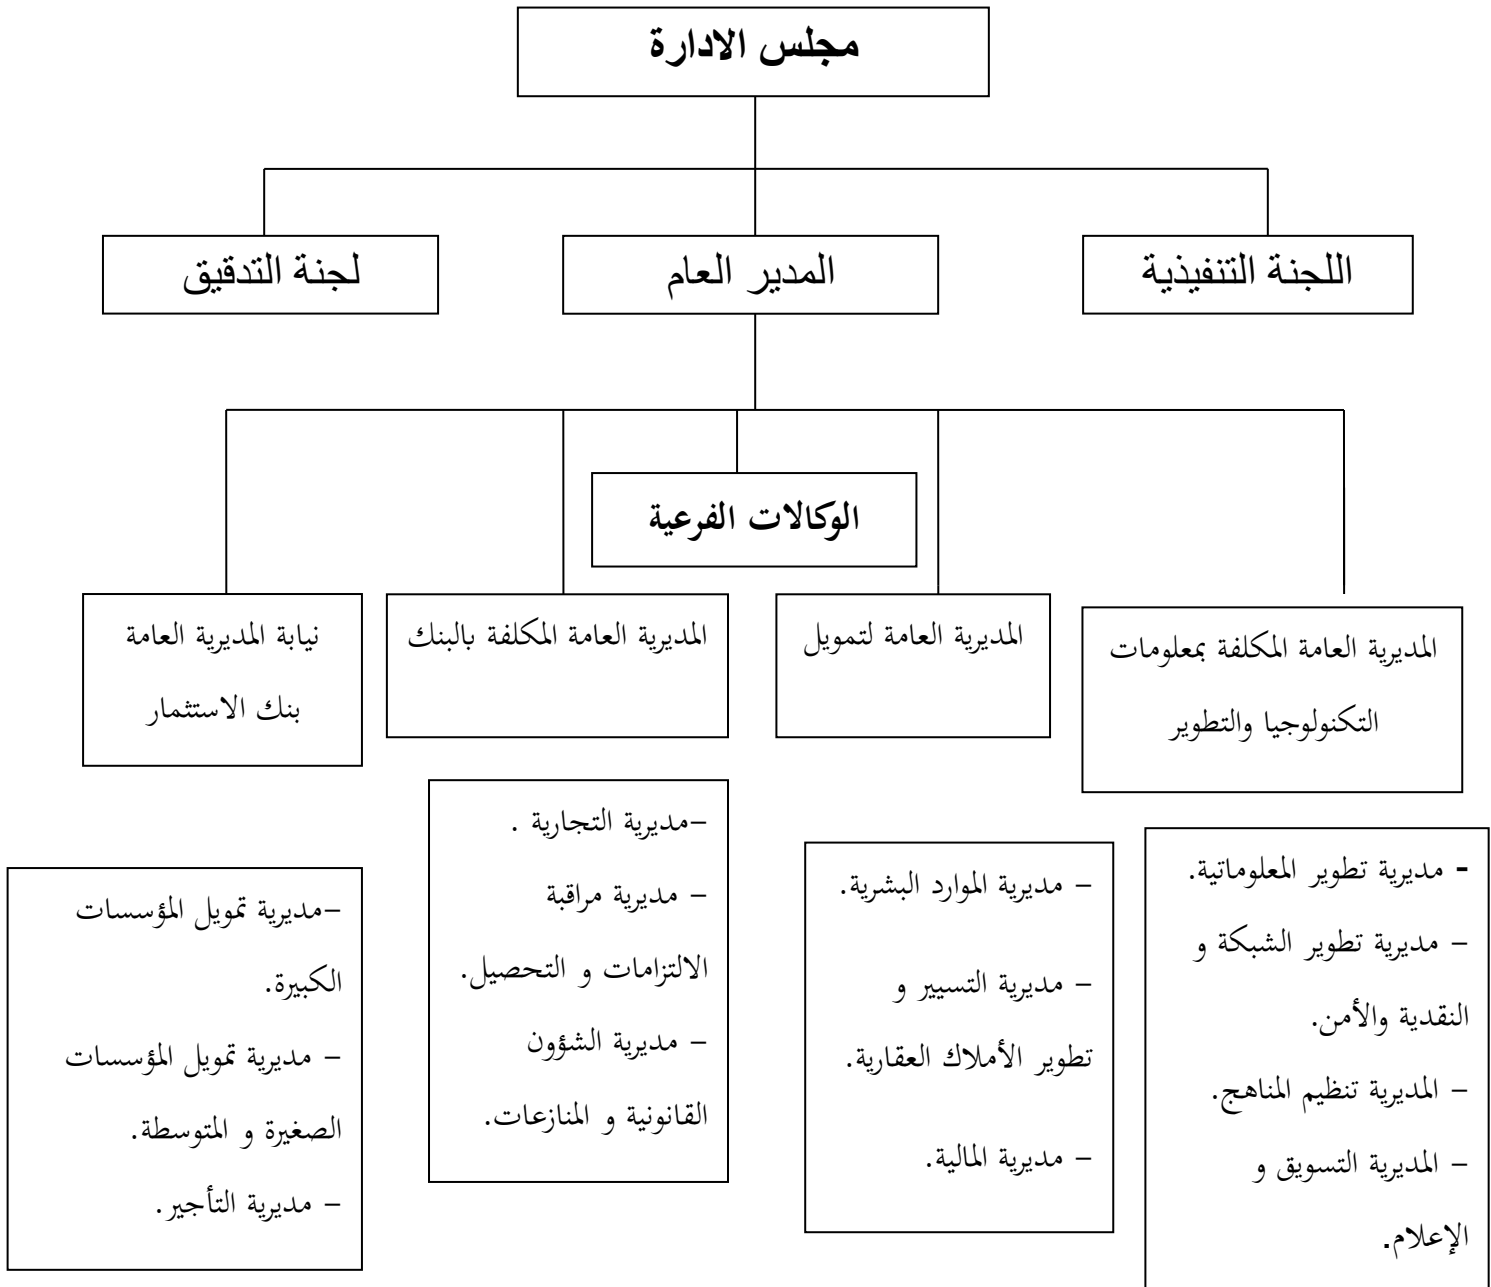 مجلس الادارة
اللجنة التنفيذية
المدير العام
لجنة التدقيق
الوكالات الفرعية
المديرية العامة المكلفة بمعلومات
التكنولوجيا والتطوير
المديرية العامة لتمويل
المديرية العامة المكلفة بالبنك
نيابة المديرية العامة
بنك الاستثمار
- مديرية تطوير المعلوماتية.
– مديرية تطوير الشبكة و
النقدية والأمن.
– المديرية تنظيم المناهج.
– المديرية التسويق و
الإعلام.
– مديرية الموارد البشرية.
– مديرية التسيير و
تطوير الأملاك العقارية.
– مديرية المالية.
–مديرية التجارية .
– مديرية مراقبة
الالتزامات و التحصيل.
– مديرية الشؤون
القانونية و المنازعات.
–مديرية تمويل المؤسسات
الكبيرة.
– مديرية تمويل المؤسسات
الصغيرة و المتوسطة.
– مديرية التأجير.